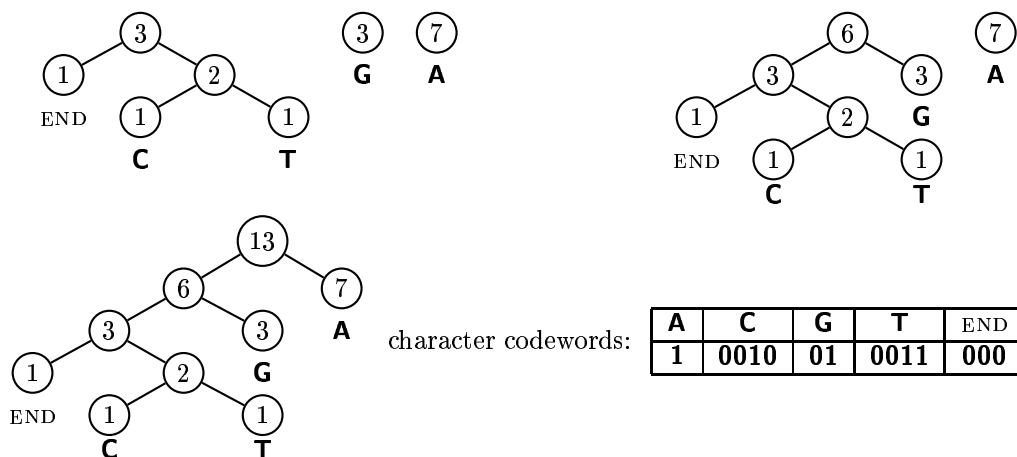 3 3 7 6 7
1 2 G A 3 3 A
END 1 1 1 2 G
C T END 1 1
C T
13
6 7
3 3 A
character codewords:
A C G T END
1 0010 01 0011 000
1 2 G
END 1 1
C T